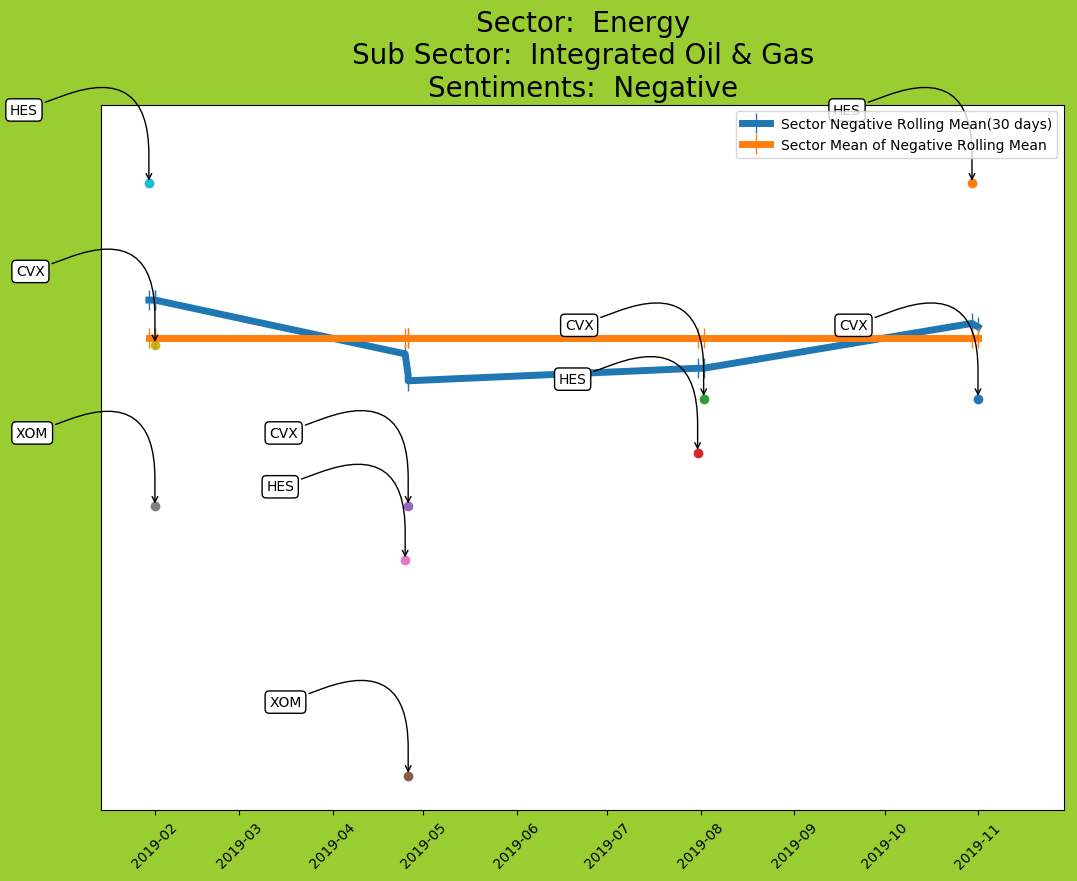 Sector:  Energy
Sub Sector:  Integrated Oil & Gas
Sentiments:  Negative
HES
HES
Sector Negative Rolling Mean(30 days)
Sector Mean of Negative Rolling Mean
CVX
CVX
CVX
HES
XOM
CVX
HES
XOM
2019-02
2019-03
2019-04
2019-05
2019-06
2019-07
2019-08
2019-09
2019-10
2019-11